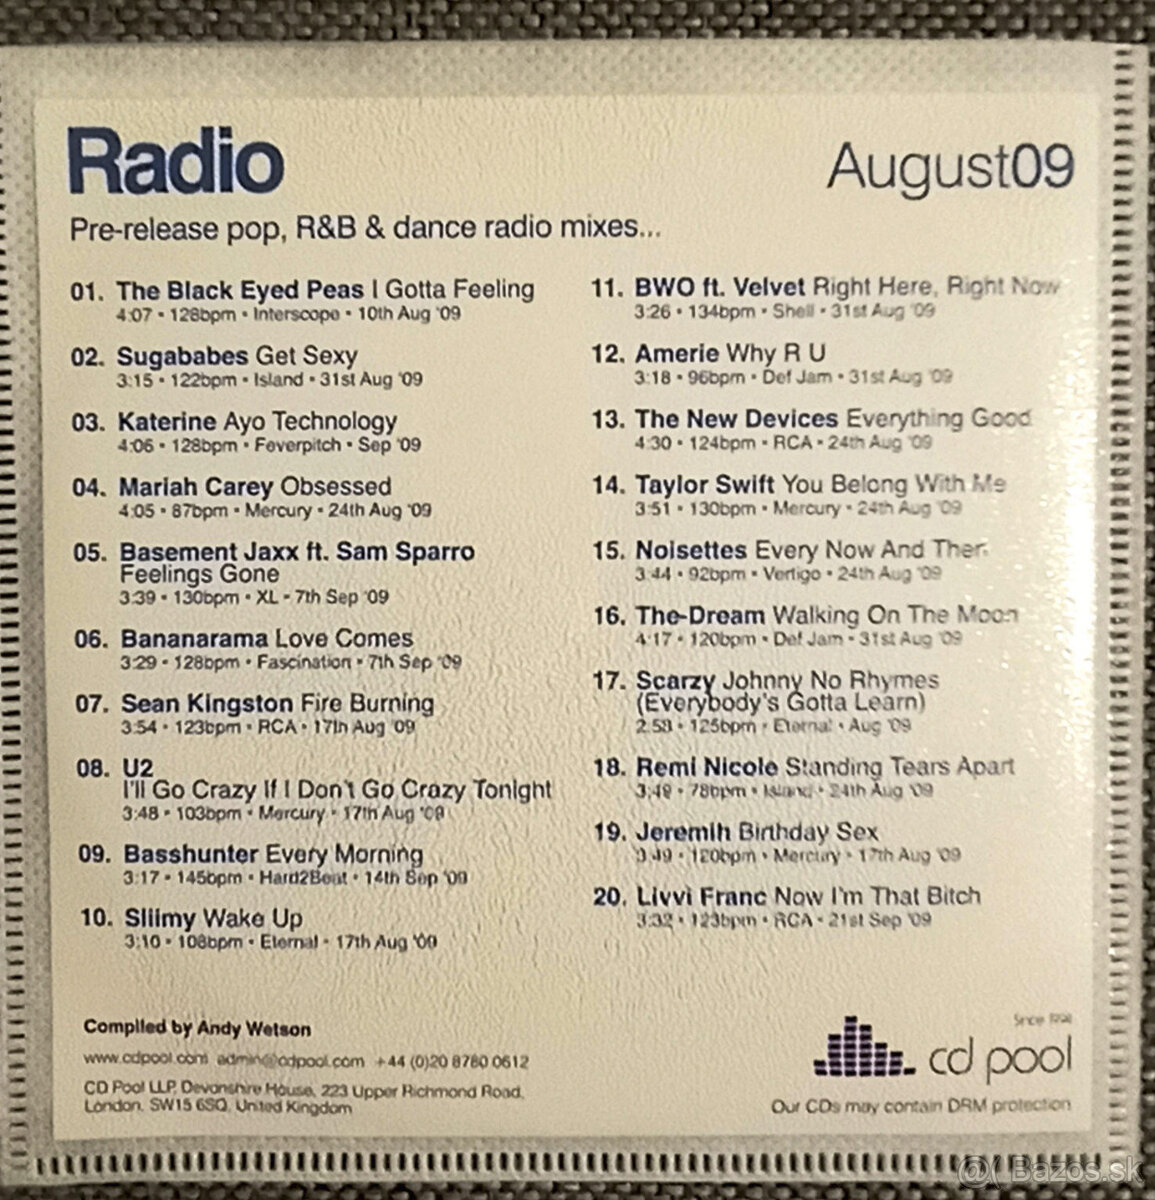 Radio
August09
Pre-release pop, R&B & dance radio mixes...
01. The Black Eyed Peas I Gotta Feeling
4:07 • 128bpm • Interscope • 10th Aug '09
02. Sugababes Get Sexy
3:15 • 122bpm • Island • 31st Aug '09
03. Katerine Ayo Technology
4:06 • 128bpm • Feverpitch • Sep '09
04. Mariah Carey Obsessed
4:05 • 87bpm • Mercury • 24th Aug '09
05. Basement Jaxx ft. Sam Sparro
Feelings Gone
3:39 • 130bpm • XL • 7th Sep '09
06. Bananarama Love Comes
3:29 • 128bpm • Fascination • 7th Sep '09
07. Sean Kingston Fire Burning
3:54 • 123bpm • RCA • 17th Aug '09
08. U2
I'll Go Crazy If I Don't Go Crazy Tonight
3:48 • 103bpm • Mercury • 17th Aug '09
09. Basshunter Every Morning
3:17 • 145bpm • Hard2Beat • 14th Sep '09
10. Sliimy Wake Up
3:10 • 108bpm • Eternal • 17th Aug '09
11. BWO ft. Velvet Right Here, Right Now
3:26 • 134bpm • Shell • 31st Aug '09
12. Amerie Why R U
3:18 • 96bpm • Def Jam • 31st Aug '09
13. The New Devices Everything Good
4:30 • 124bpm • RCA • 24th Aug '09
14. Taylor Swift You Belong With Me
3:51 • 130bpm • Mercury • 24th Aug '09
15. Noisettes Every Now And Then
3:44 • 92bpm • Vertigo • 24th Aug '09
16. The-Dream Walking On The Moon
4:17 • 120bpm • Def Jam • 31st Aug '09
17. Scarzy Johnny No Rhymes
(Everybody's Gotta Learn)
2:58 • 125bpm • Eternal • Aug '09
18. Remi Nicole Standing Tears Apart
3:49 • 78bpm • Island • 24th Aug '09
19. Jeremih Birthday Sex
3:49 • 120bpm • Mercury • 17th Aug '09
20. Livvi Franc Now I'm That Bitch
3:32 • 123bpm • RCA • 21st Sep '09
Compiled by Andy Wetson
www.cdpool.com admin@cdpool.com +44 (0)20 8780 0612
CD Pool LLP, Devonshire House, 223 Upper Richmond Road,
London, SW15 6SQ, United Kingdom
Since
cd pool
Our CDs may contain DRM protection
Bazos.sk